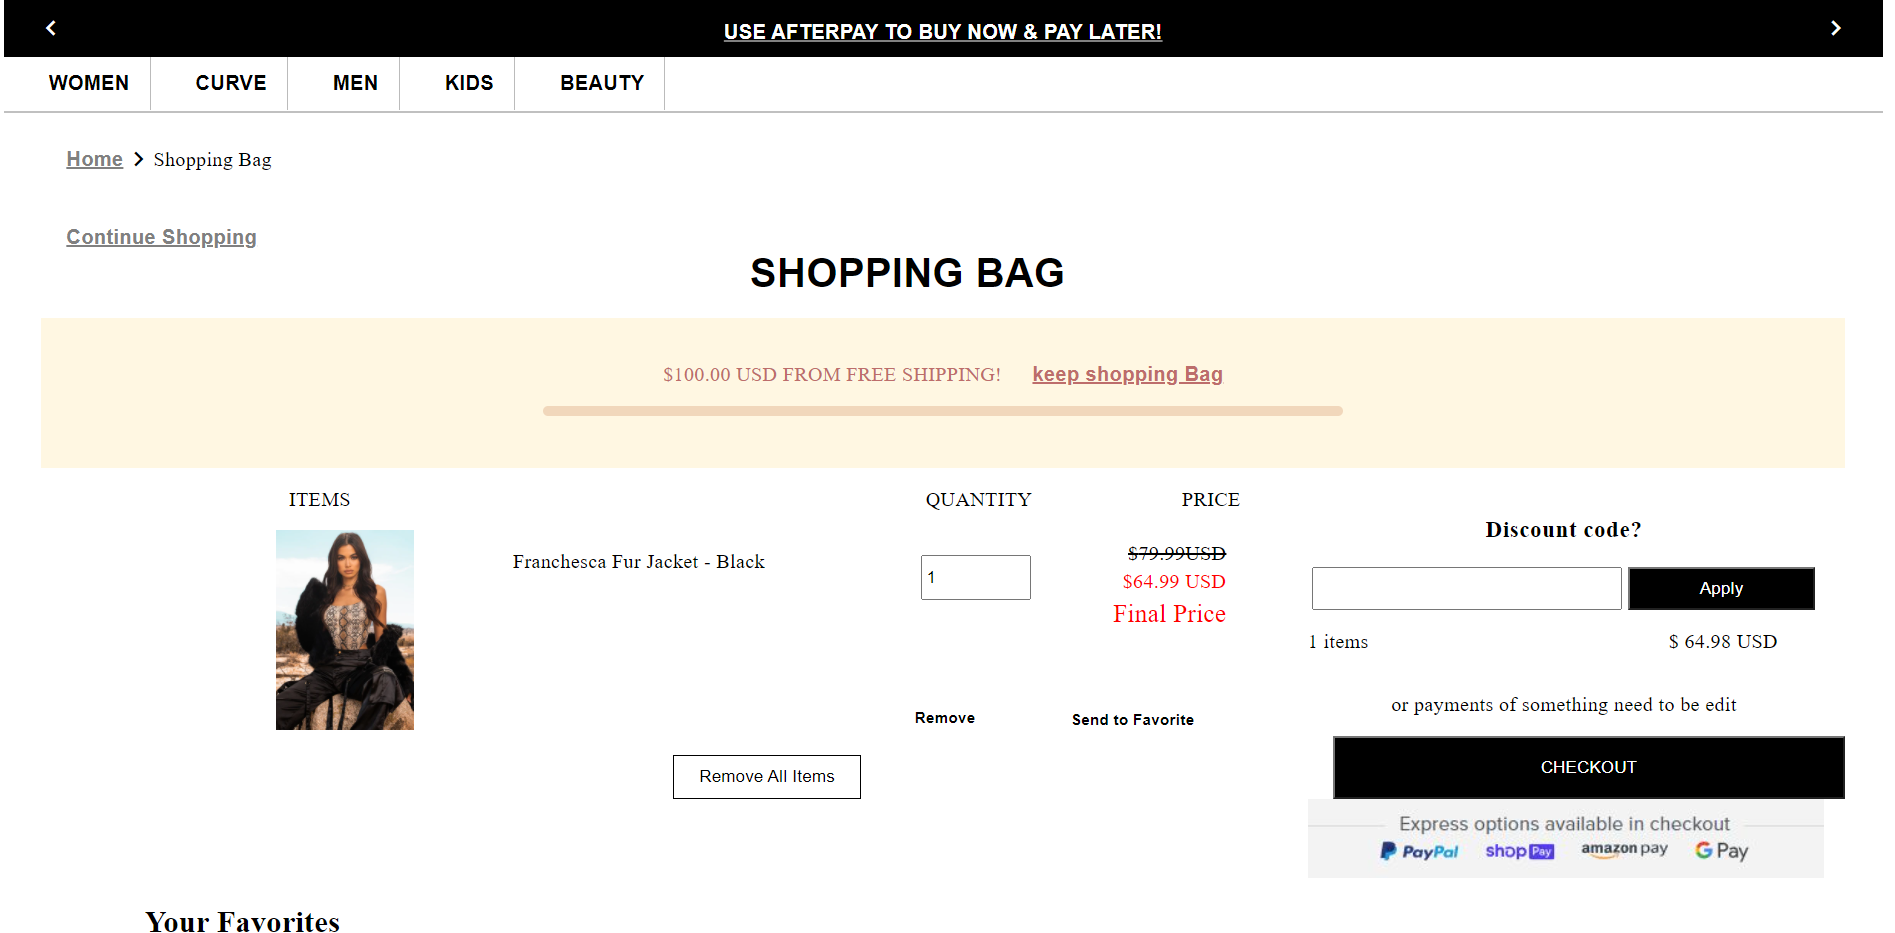 USE AFTERPAY TO BUY NOW & PAY LATER!
WOMEN CURVE MEN KIDS BEAUTY
Home Shopping Bag
Continue Shopping
SHOPPING BAG
$100.00 USD FROM FREE SHIPPING! keep shopping Bag
ITEMS QUANTITY PRICE
Discount code?
Franchesca Fur Jacket - Black
1
$79.99USD
$64.99 USD
Final Price
Apply
1 items $ 64.98 USD
Remove Send to Favorite
or payments of something need to be edit
Remove All Items
CHECKOUT
Express options available in checkout
PayPal shop Pay amazon pay G Pay
Your Favorites